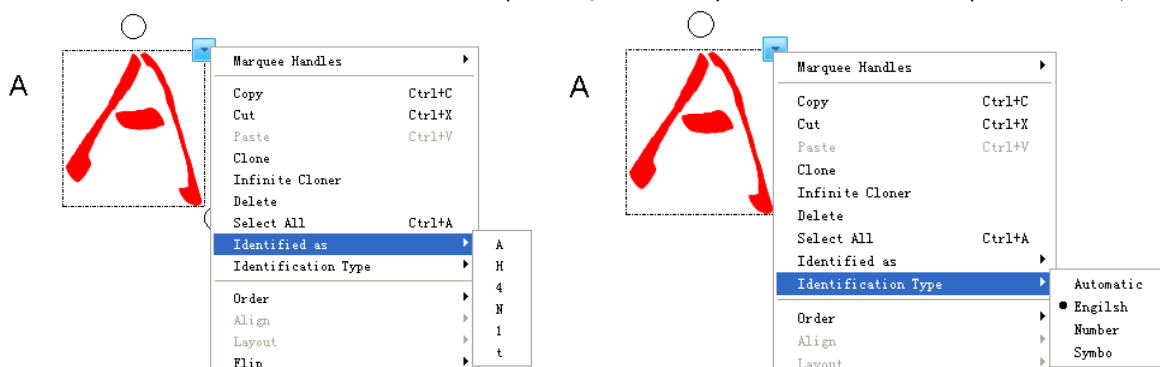 A
A
Marquee Handles
Copy Ctrl+C
Cut Ctrl+X
Paste Ctrl+V
Clone
Infinite Cloner
Delete
Select All Ctrl+A
Identified as
Identification Type
Order
Align
Layout
Flip
A
H
4
N
1
t
A
A
Marquee Handles
Copy Ctrl+C
Cut Ctrl+X
Paste Ctrl+V
Clone
Infinite Cloner
Delete
Select All Ctrl+A
Identified as
Identification Type
Order
Align
Layout
Automatic
Engilsh
Number
Symbo